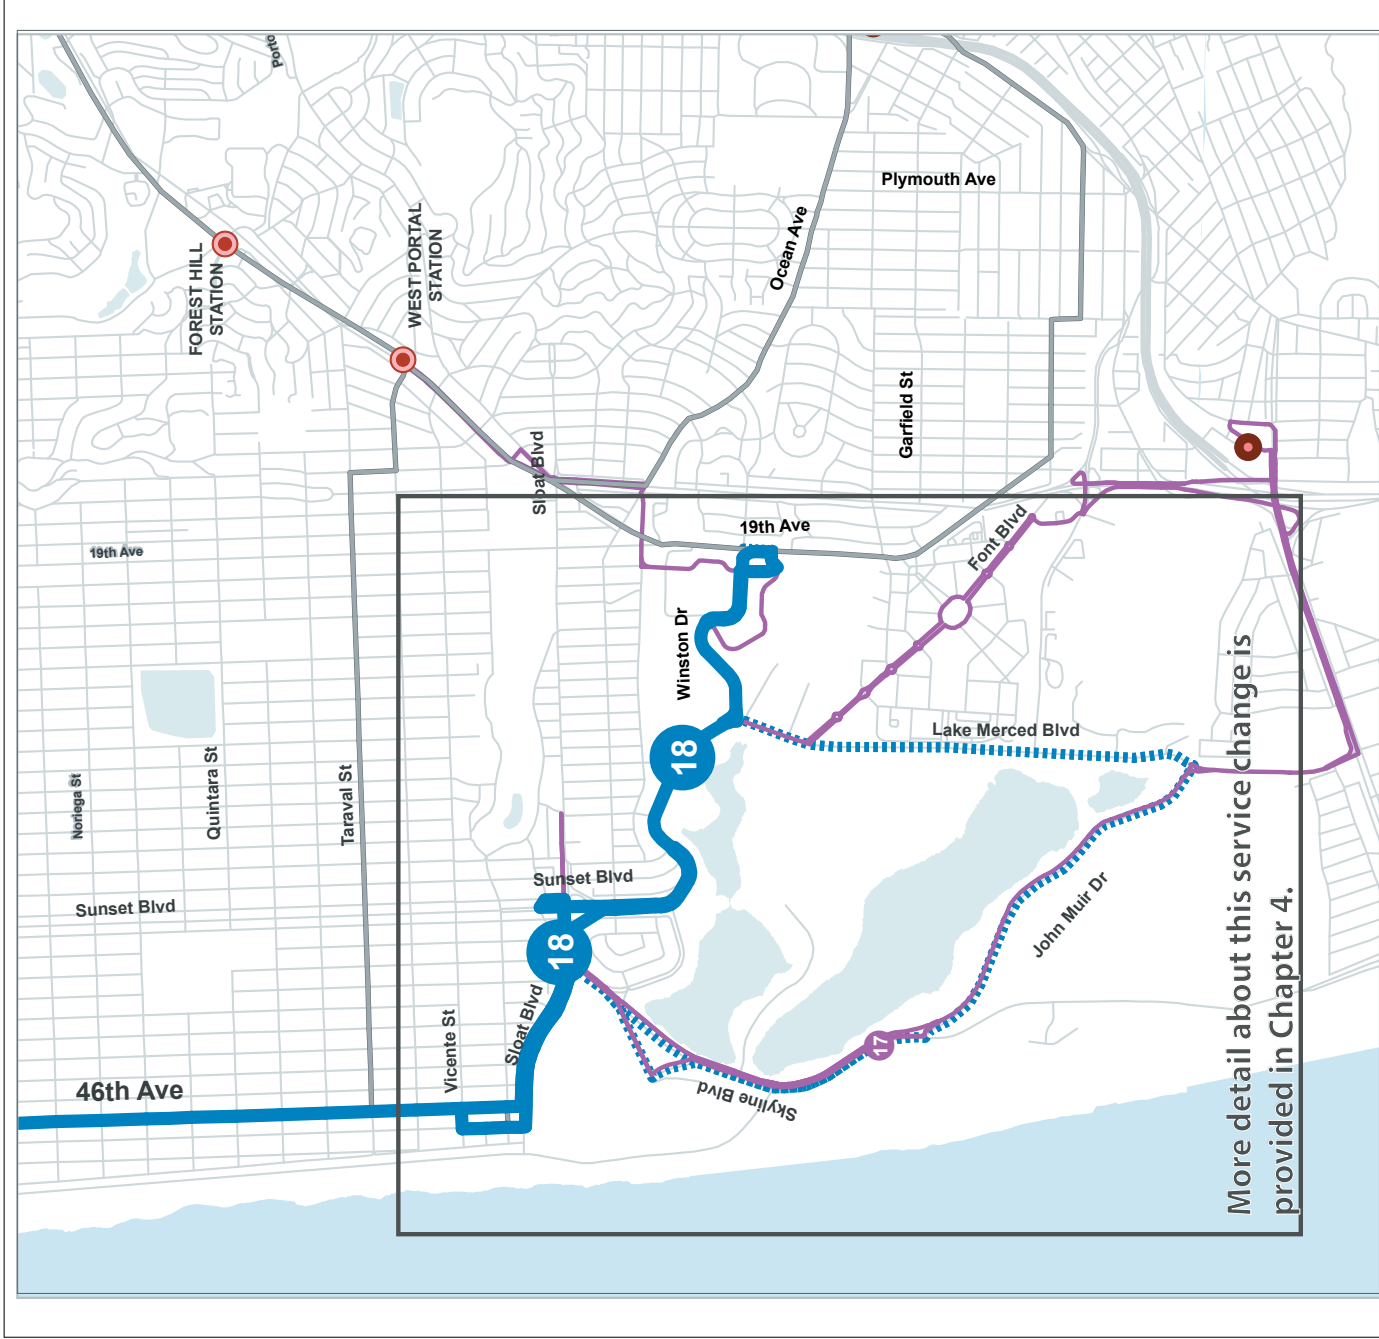 Porto
FOREST HILL
STATION
WEST PORTAL
STATION
Plymouth Ave
Ocean Ave
Garfield St
Sloat Blvd
19th Ave
19th Ave
Font Blvd
Winston Dr
Lake Merced Blvd
18
Noriega St
Quintara St
Taraval St
Sunset Blvd
Sunset Blvd
18
John Muir Dr
Vicente St
Sloat Blvd
17
46th Ave
Skyline Blvd
More detail about this service change is
provided in Chapter 4.